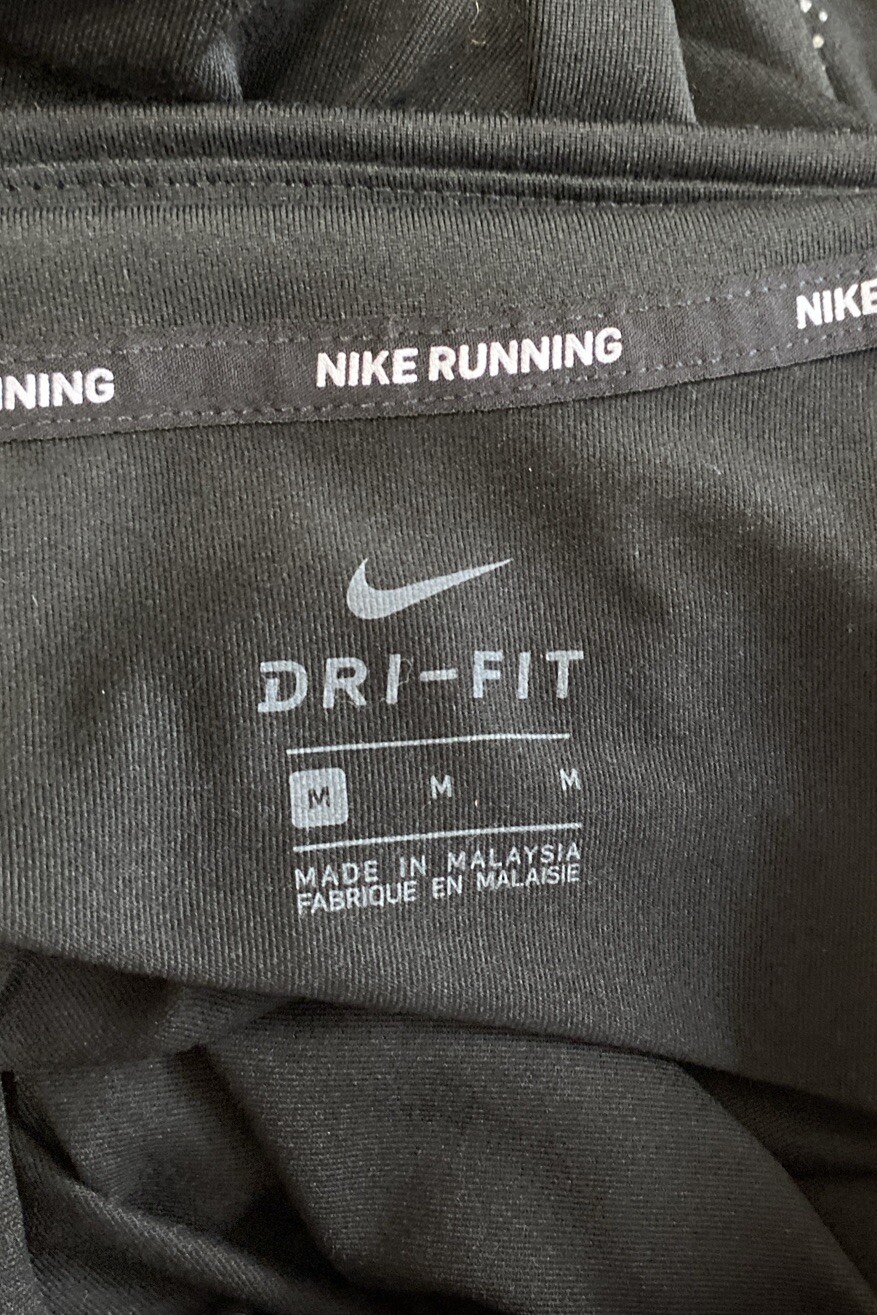 NIKE
NIKE RUNNING
NING
DRI-FIT
M M M
MADE IN MALAYSIA
FABRIQUE EN MALAISIE